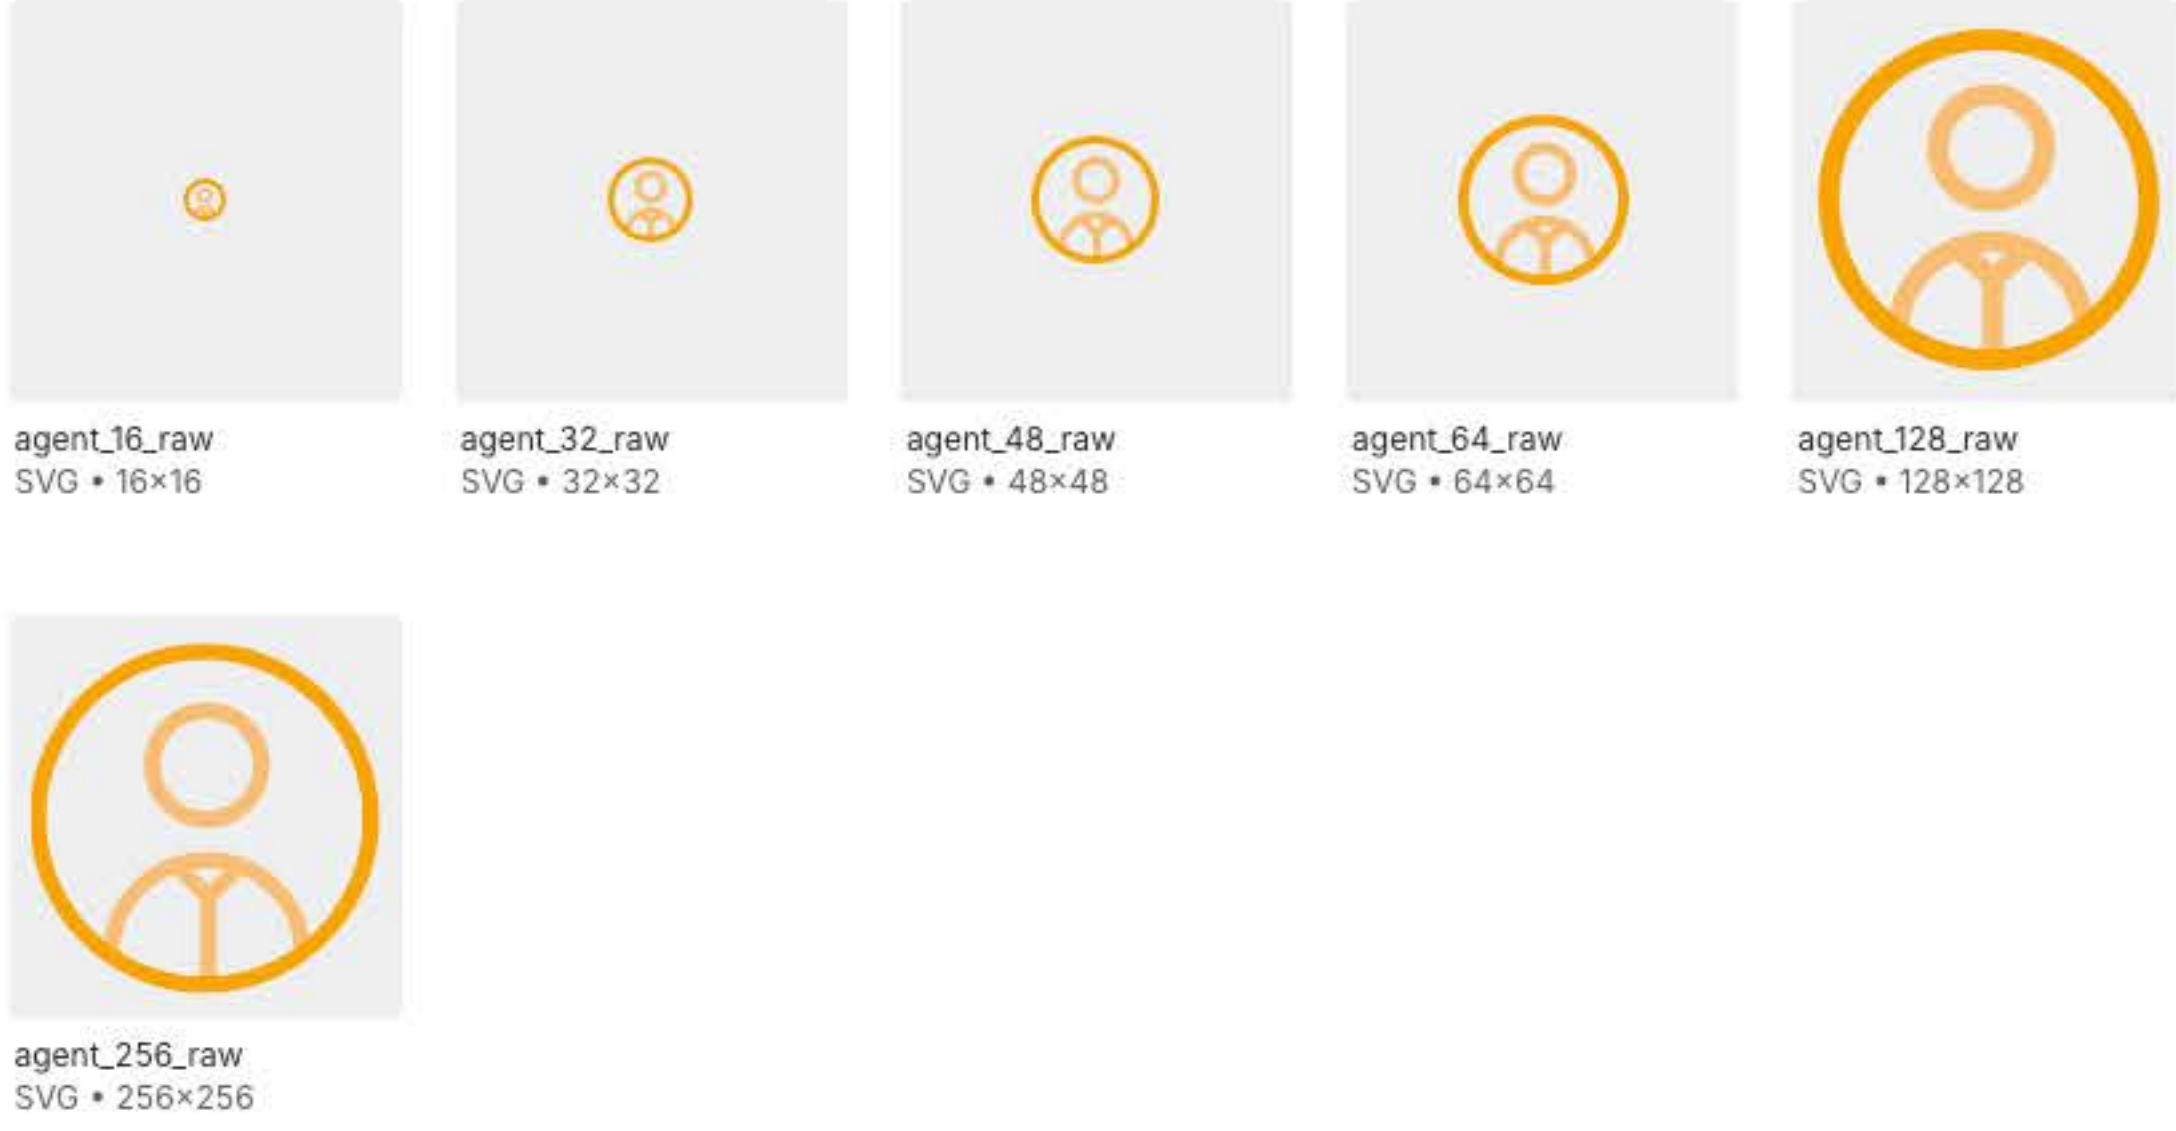 agent_16_raw
SVG • 16×16
agent_32_raw
SVG • 32×32
agent_48_raw
SVG • 48×48
agent_64_raw
SVG • 64×64
agent_128_raw
SVG • 128×128
agent_256_raw
SVG • 256×256